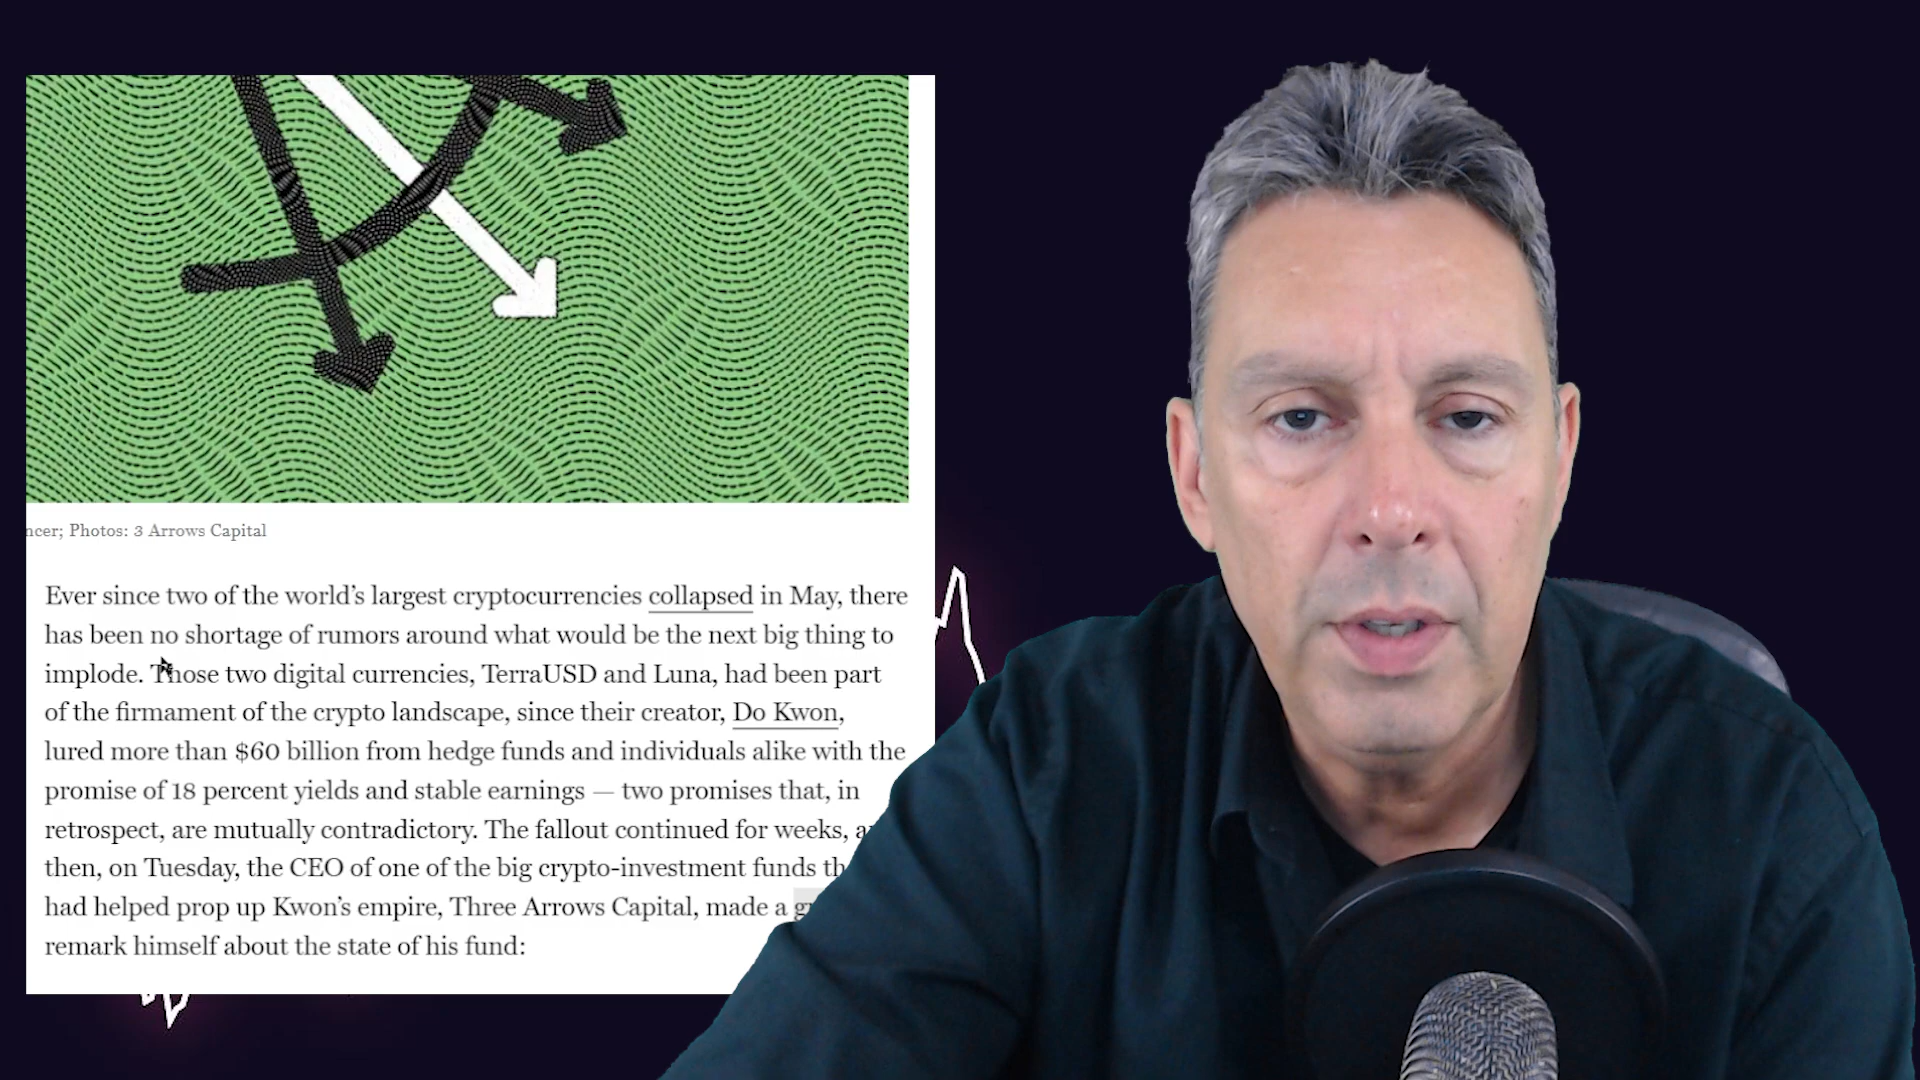 ncer; Photos: 3 Arrows Capital
Ever since two of the world's largest cryptocurrencies collapsed in May, there
has been no shortage of rumors around what would be the next big thing to
implode. Those two digital currencies, TerraUSD and Luna, had been part
of the firmament of the crypto landscape, since their creator, Do Kwon,
lured more than $60 billion from hedge funds and individuals alike with the
promise of 18 percent yields and stable earnings — two promises that, in
retrospect, are mutually contradictory. The fallout continued for weeks,
then, on Tuesday, the CEO of one of the big crypto-investment funds
had helped prop up Kwon's empire, Three Arrows Capital, made a
remark himself about the state of his fund: